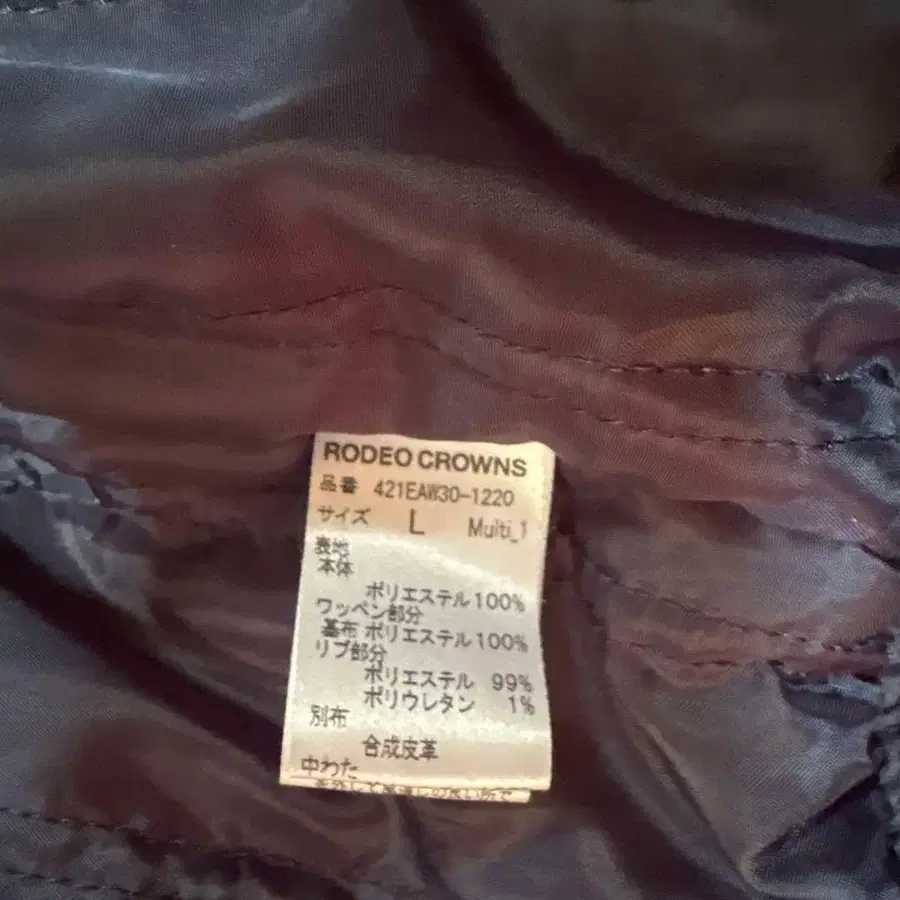 RODEO CROWNS
品番 421EAW30-1220
サイズ L Multi_1
表地
本体
ポリエステル100%
ワッペン部分
基布 ポリエステル100%
リブ部分
ポリエステル 99%
ポリウレタン 1%
別布
合成皮革
中わた